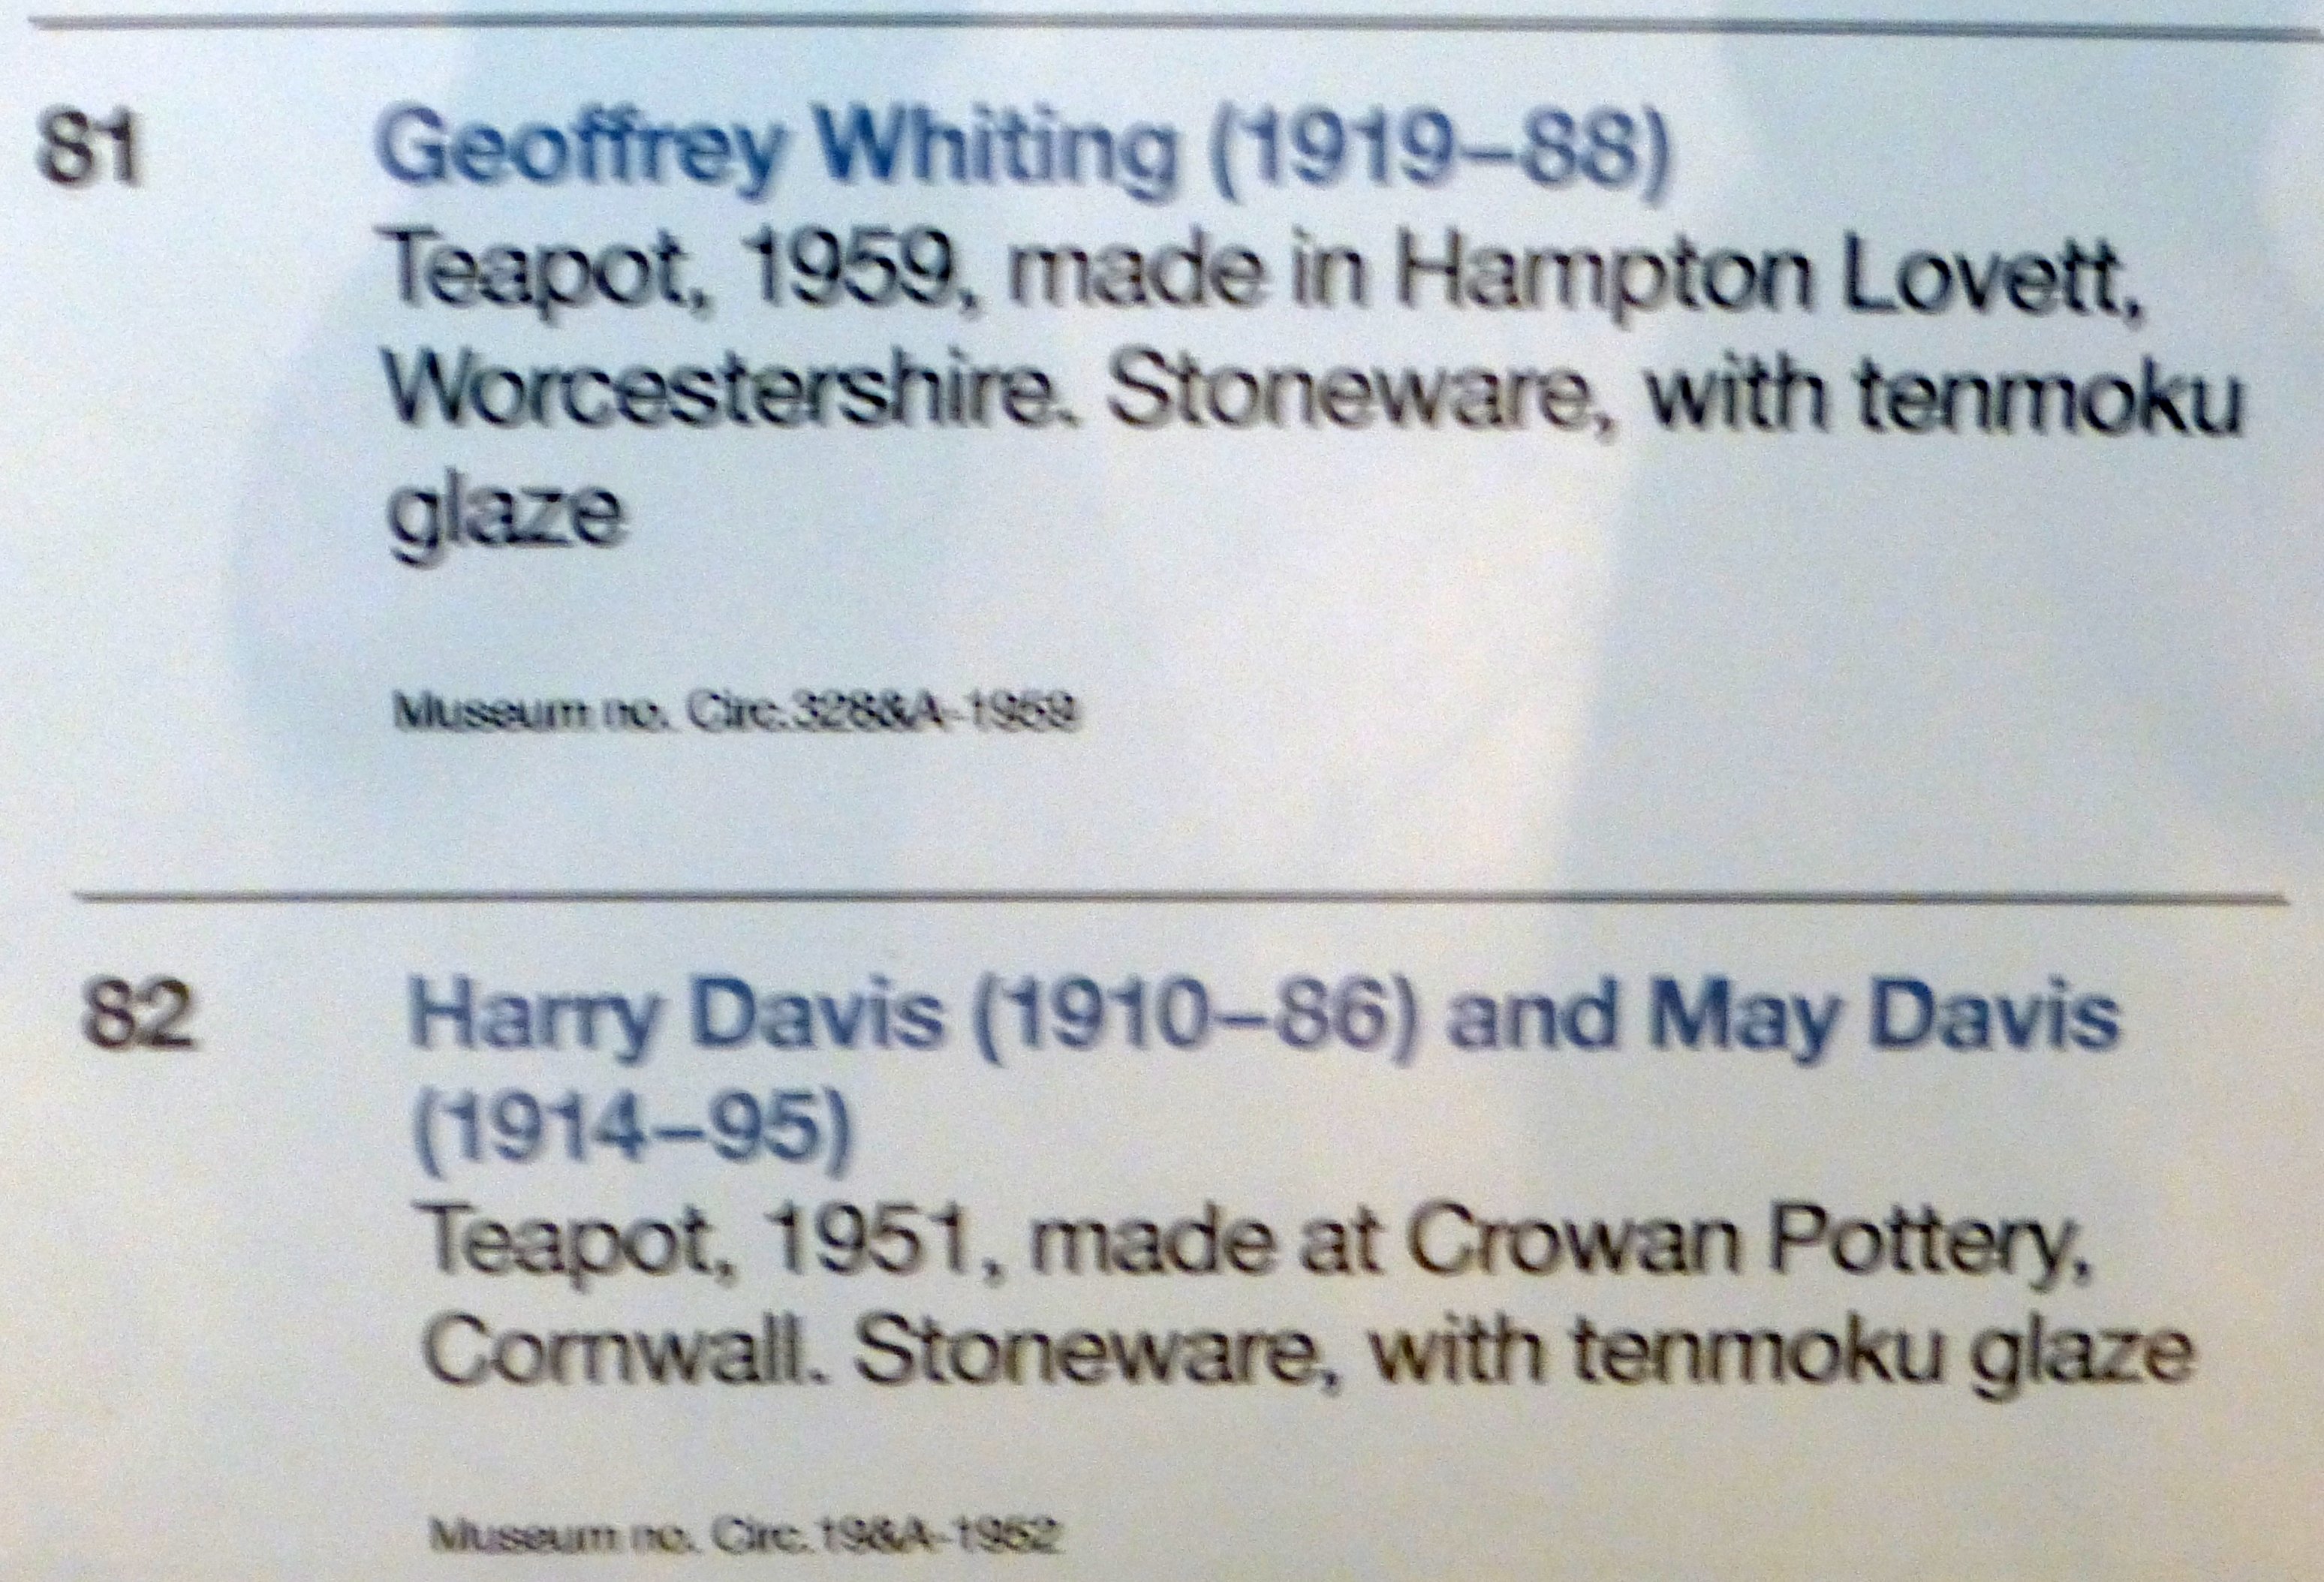 81 Geoffrey Whiting (1919–88)
Teapot, 1959, made in Hampton Lovett,
Worcestershire. Stoneware, with tenmoku
glaze
Museum no. Circ.328&A-1959
82 Harry Davis (1910–86) and May Davis
(1914–95)
Teapot, 1951, made at Crowan Pottery,
Cornwall. Stoneware, with tenmoku glaze
Museum no. Circ.19&A-1952